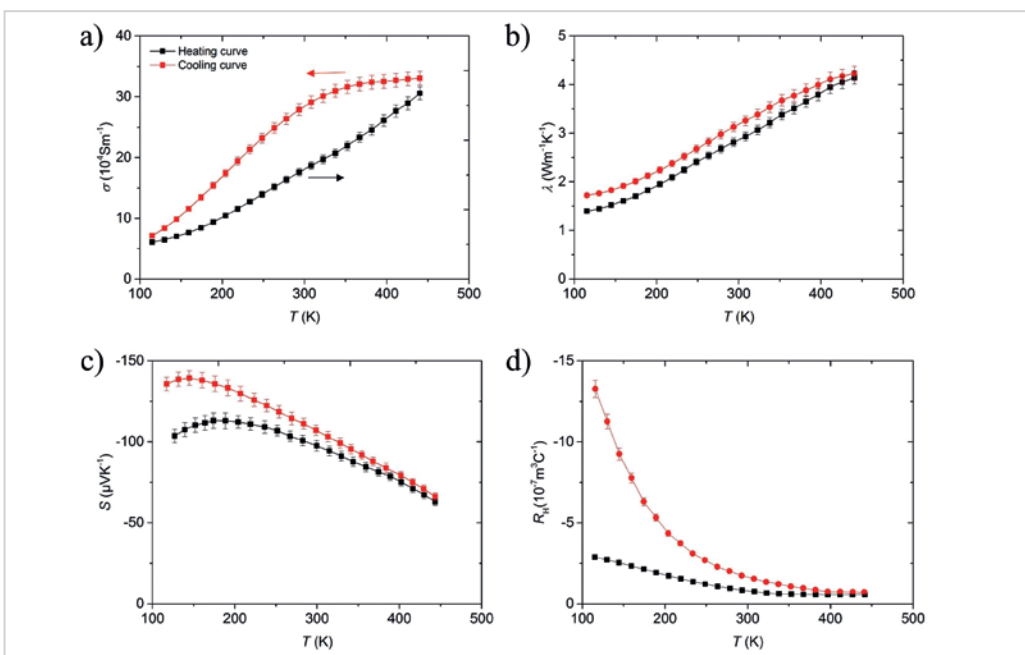 a)
40
30
20
10
0
σ (10⁴Sm⁻¹)
Heating curve
Cooling curve
100 200 300 400 500
T (K)
b)
5
4
3
2
1
0
λ (Wm⁻¹K⁻¹)
100 200 300 400 500
T (K)
c)
-150
-100
-50
0
S (μVK⁻¹)
100 200 300 400 500
T (K)
d)
-15
-10
-5
0
R_H(10⁻⁷m³C⁻¹)
100 200 300 400 500
T (K)